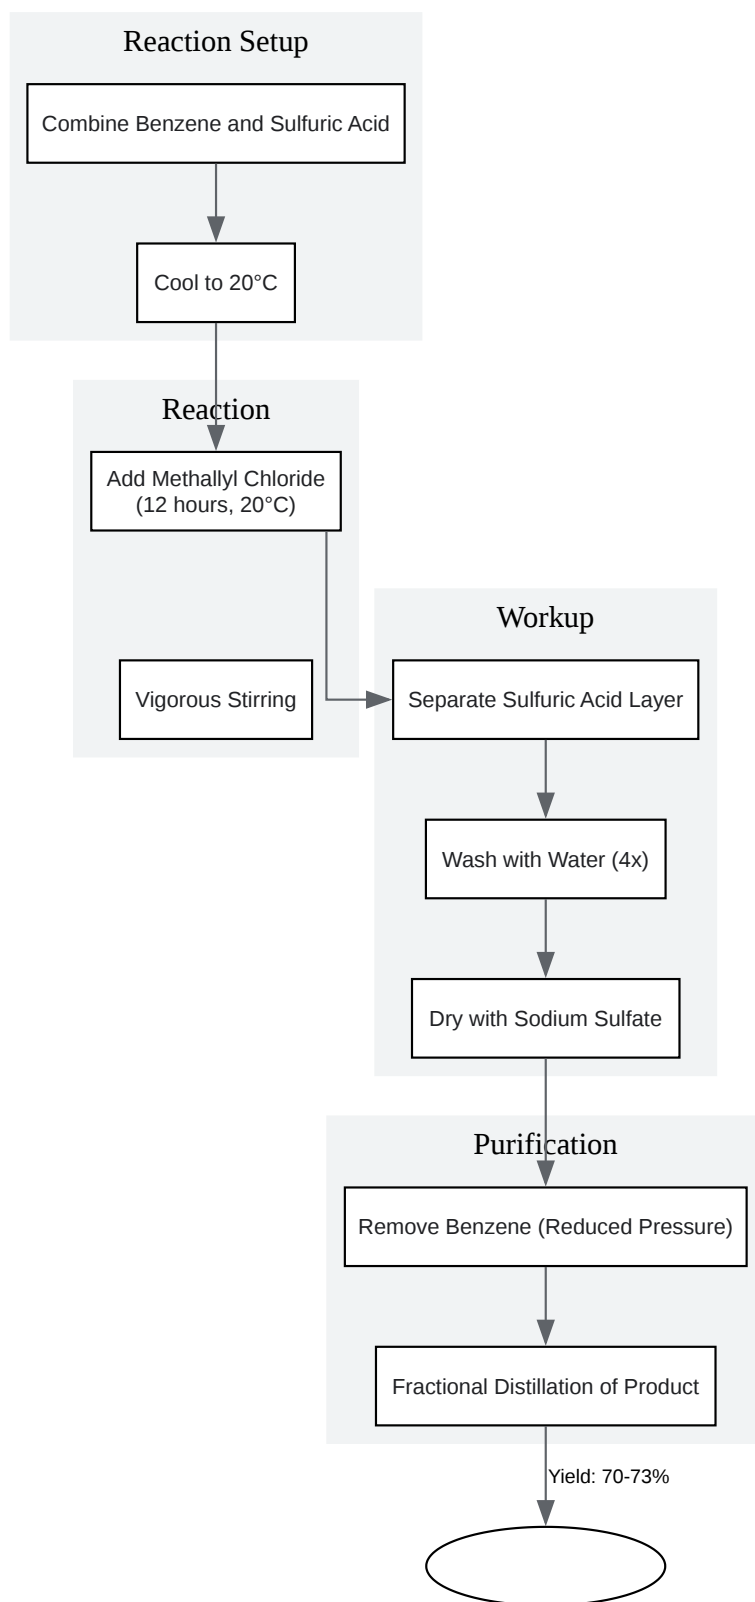 Reaction Setup
Combine Benzene and Sulfuric Acid
Cool to 20°C
Reaction
Add Methallyl Chloride
(12 hours, 20°C)
Vigorous Stirring
Workup
Separate Sulfuric Acid Layer
Wash with Water (4x)
Dry with Sodium Sulfate
Purification
Remove Benzene (Reduced Pressure)
Fractional Distillation of Product
Yield: 70-73%